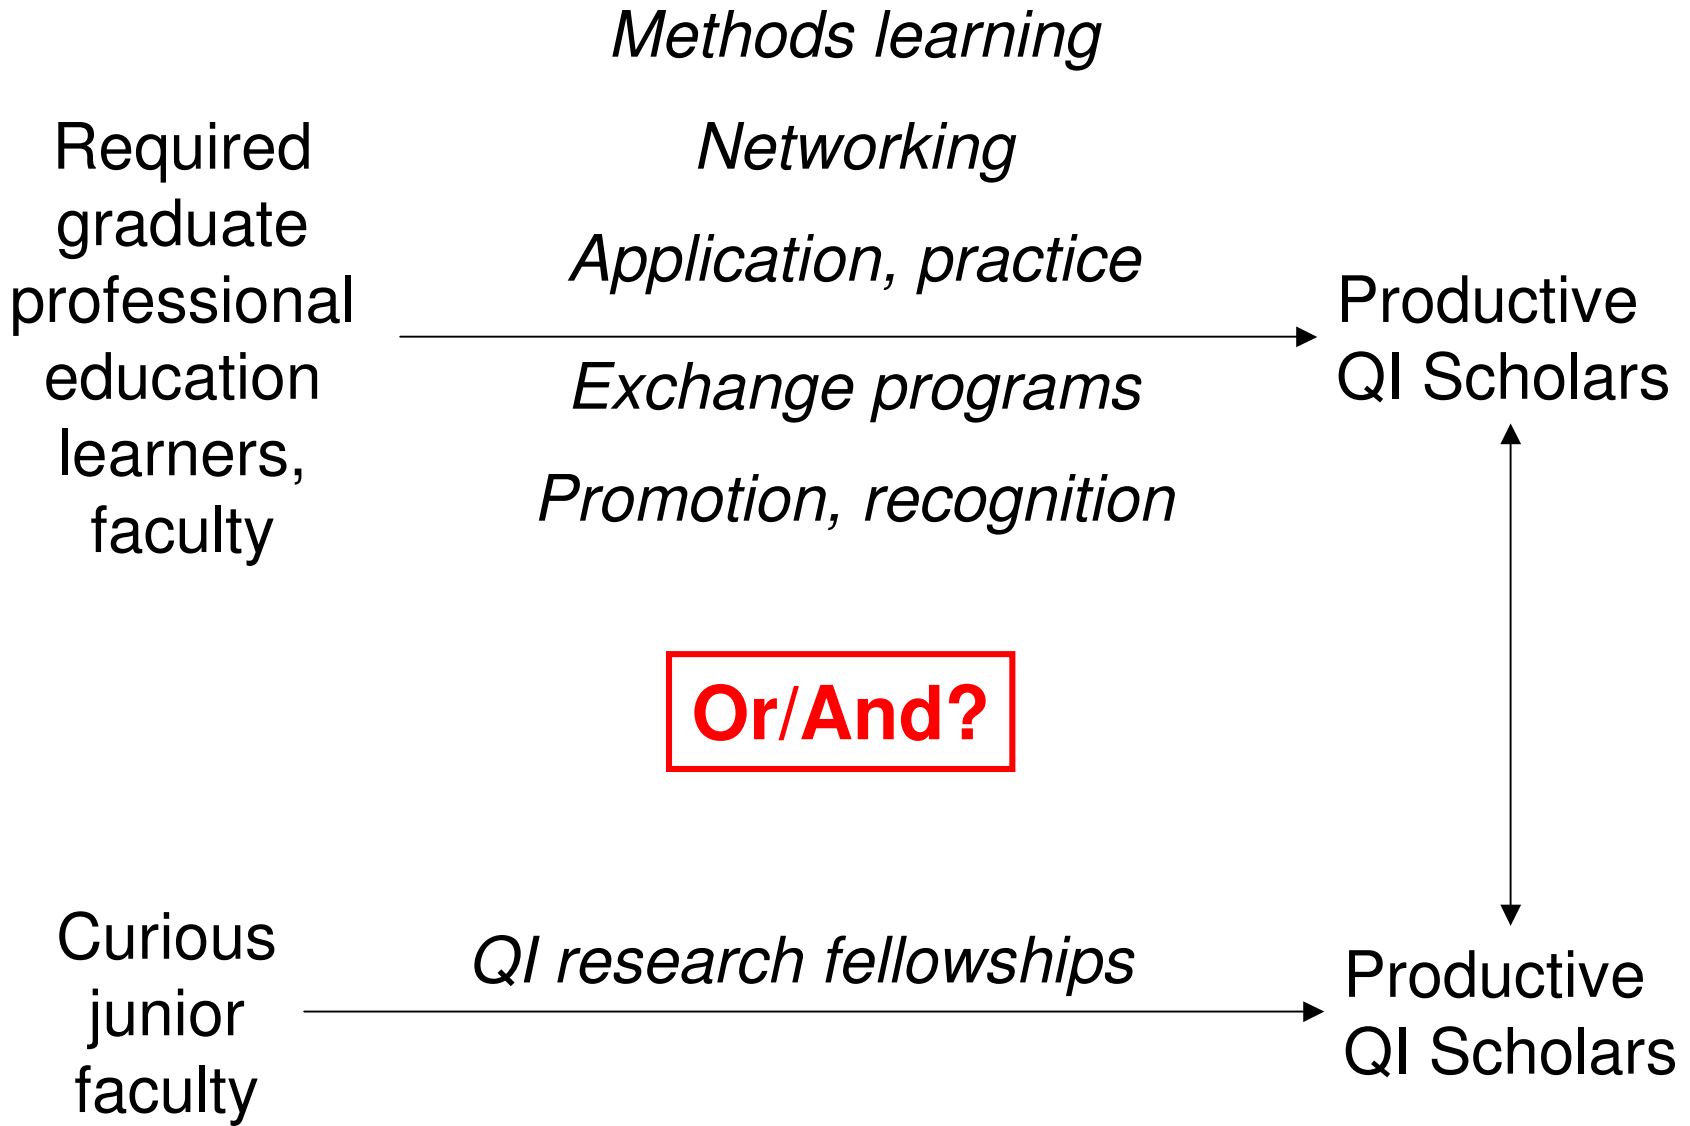 Methods learning
Required
graduate
professional
education
learners,
faculty
Networking
Application, practice
Exchange programs
Promotion, recognition
Productive
QI Scholars
Or/And?
Curious
junior
faculty
QI research fellowships
Productive
QI Scholars